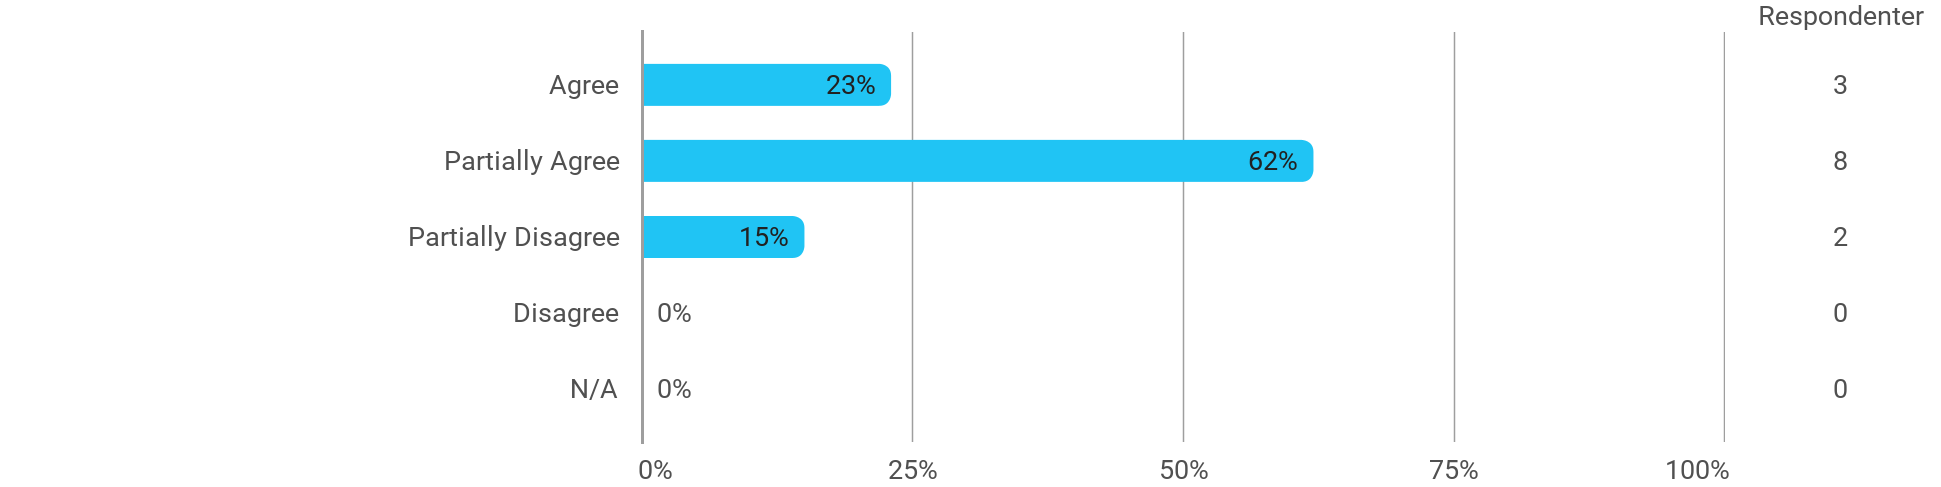 Respondenter
Agree 23% 3
Partially Agree 62% 8
Partially Disagree 15% 2
Disagree 0% 0
N/A 0% 0
0% 25% 50% 75% 100%